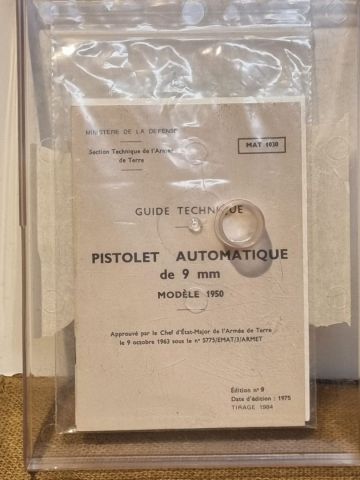 MINISTERE DE LA DEFENSE
Section Technique de l'Armée
de Terre
MAT 1030
GUIDE TECHNIQUE
PISTOLET AUTOMATIQUE
de 9 mm
MODÈLE 1950
Approuvé par le Chef d'État-Major de l'Armée de Terre
le 9 octobre 1963 sous le n° 5775/EMAT/3/ARMET
Édition n° 9
Date d'édition : 1975
TIRAGE 1984